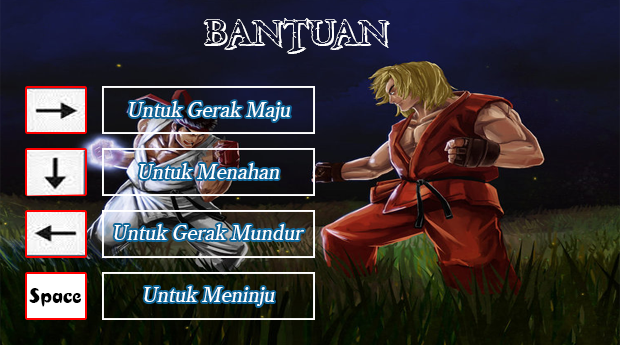 BANTUAN
Untuk Gerak Maju
Untuk Menahan
Untuk Gerak Mundur
Space
Untuk Meninju